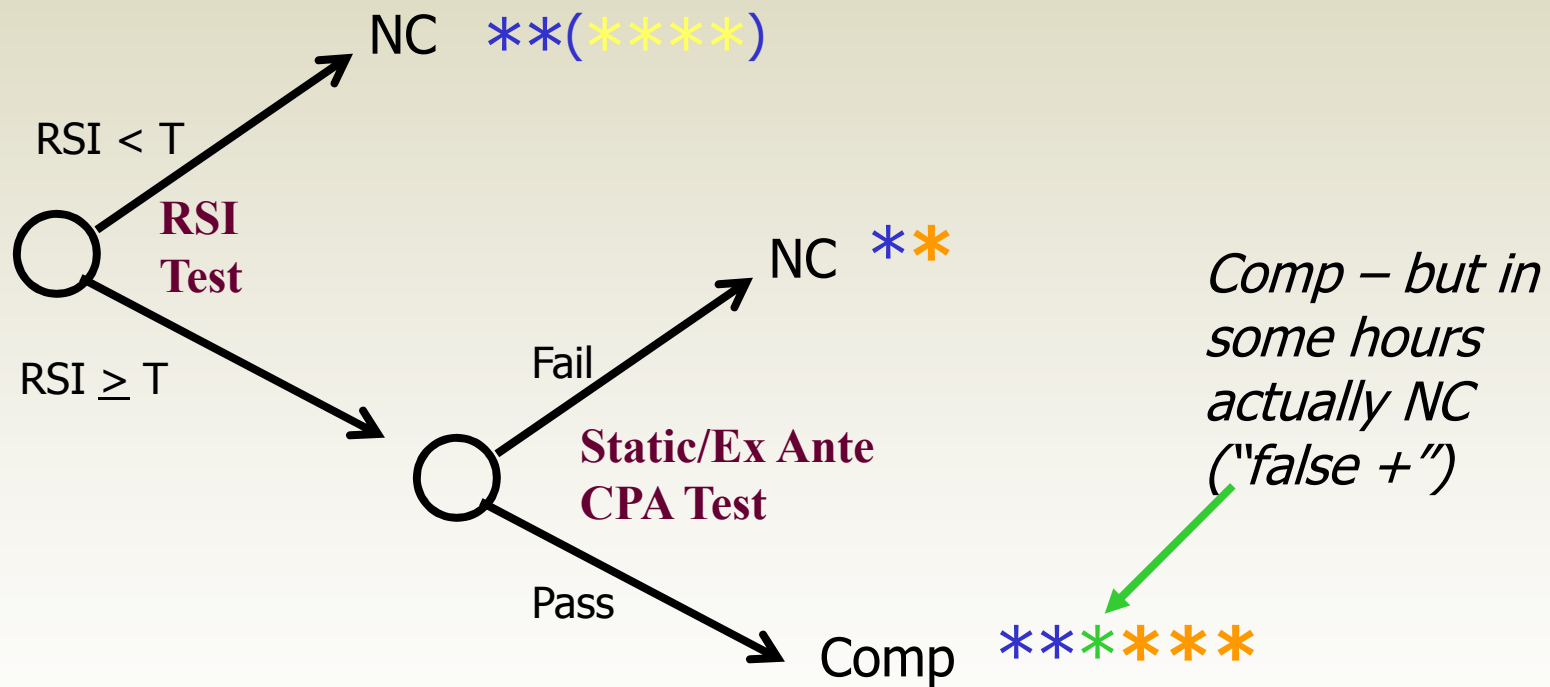 NC **(****)
RSI < T
RSI
Test
RSI ≥ T
NC **
Fail
Static/Ex Ante
CPA Test
Pass
Comp – but in
some hours
actually NC
("false +")
Comp ******